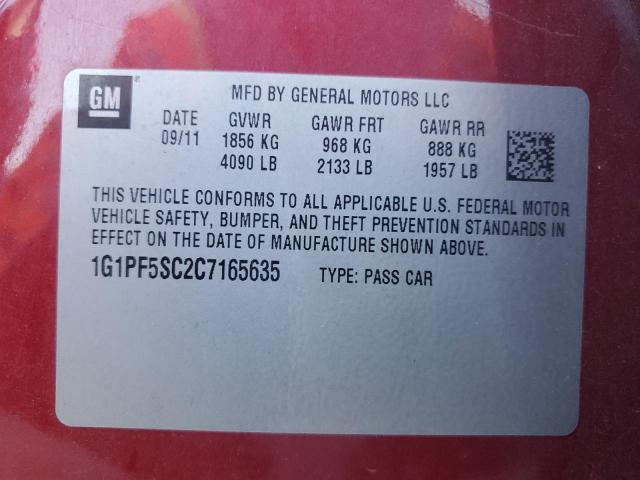 GM
MFD BY GENERAL MOTORS LLC
DATE GVWR GAWR FRT GAWR RR
09/11 1856 KG 968 KG 888 KG
4090 LB 2133 LB 1957 LB
THIS VEHICLE CONFORMS TO ALL APPLICABLE U.S. FEDERAL MOTOR
VEHICLE SAFETY, BUMPER, AND THEFT PREVENTION STANDARDS IN
EFFECT ON THE DATE OF MANUFACTURE SHOWN ABOVE.
1G1PF5SC2C7165635 TYPE: PASS CAR